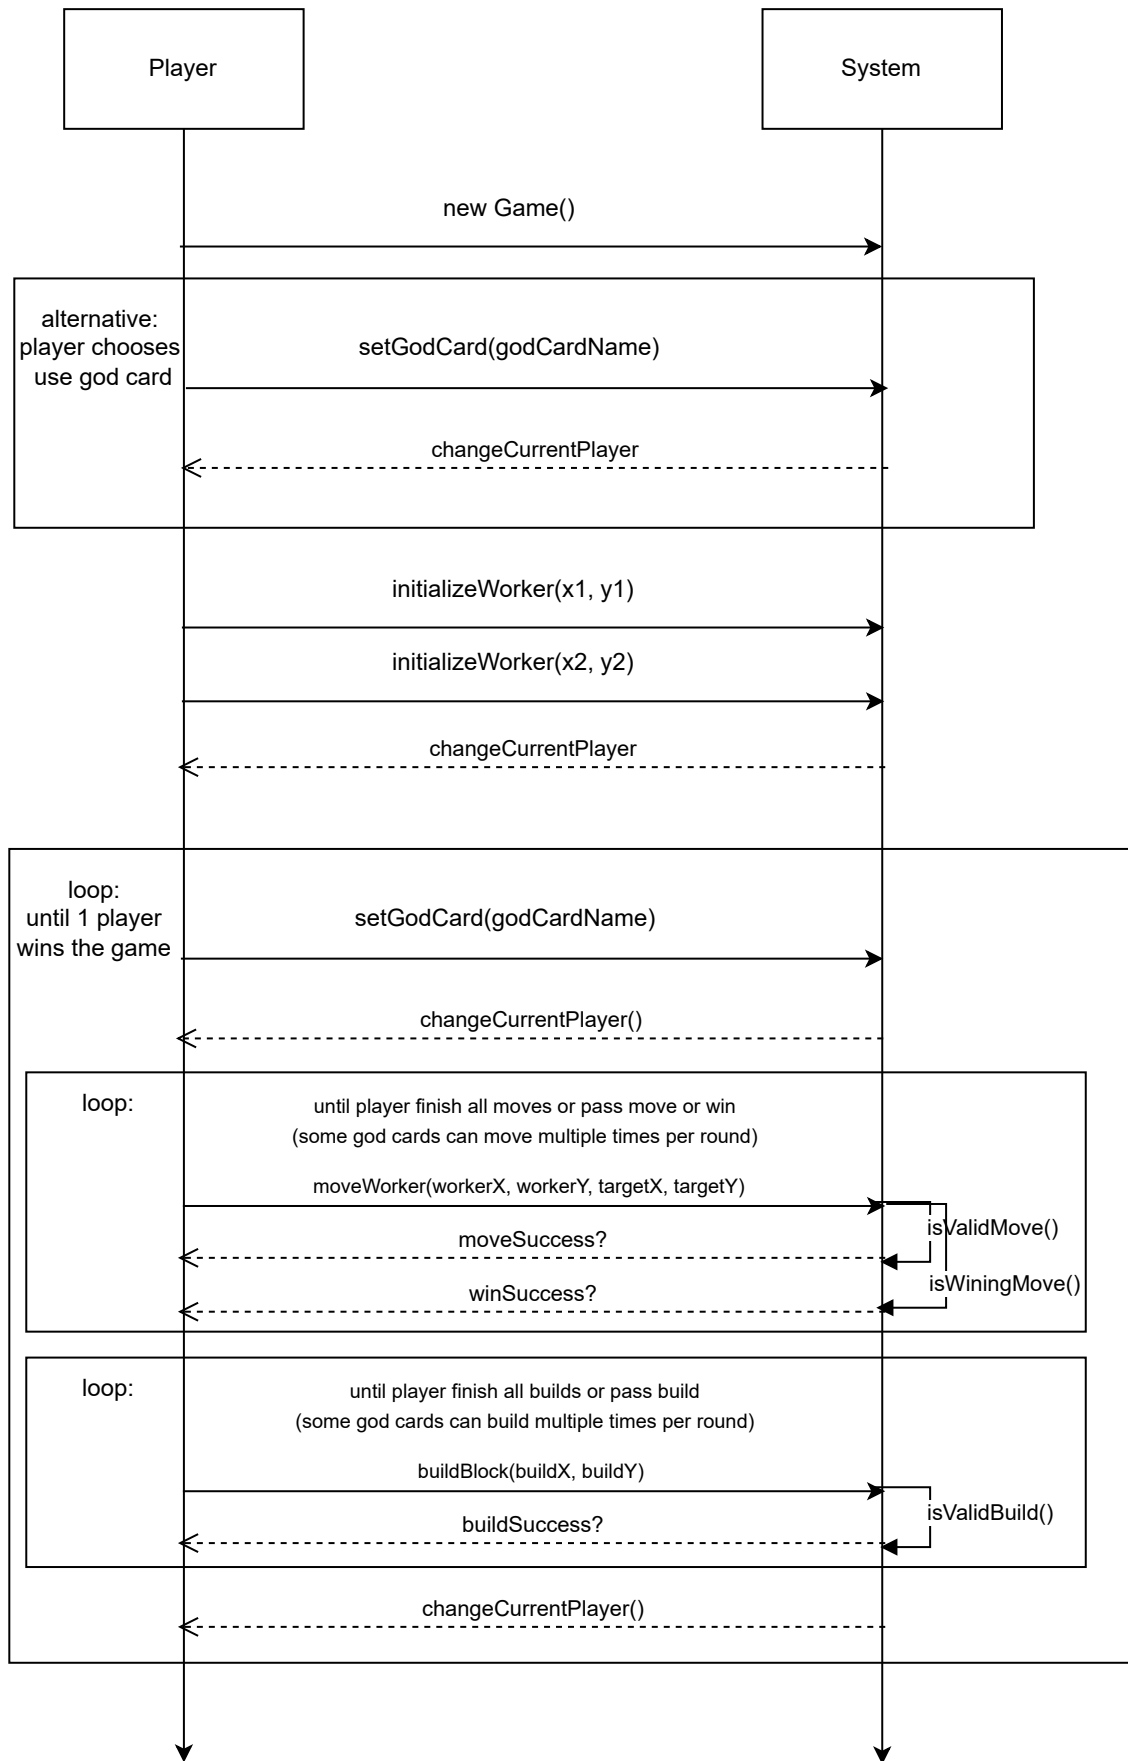 Player
System
new Game()
alternative:
player chooses
use god card
setGodCard(godCardName)
changeCurrentPlayer
initializeWorker(x1, y1)
initializeWorker(x2, y2)
changeCurrentPlayer
loop:
until 1 player
wins the game
setGodCard(godCardName)
changeCurrentPlayer()
loop:
until player finish all moves or pass move or win
(some god cards can move multiple times per round)
moveWorker(workerX, workerY, targetX, targetY)
isValidMove()
moveSuccess?
isWiningMove()
winSuccess?
loop:
until player finish all builds or pass build
(some god cards can build multiple times per round)
buildBlock(buildX, buildY)
isValidBuild()
buildSuccess?
changeCurrentPlayer()